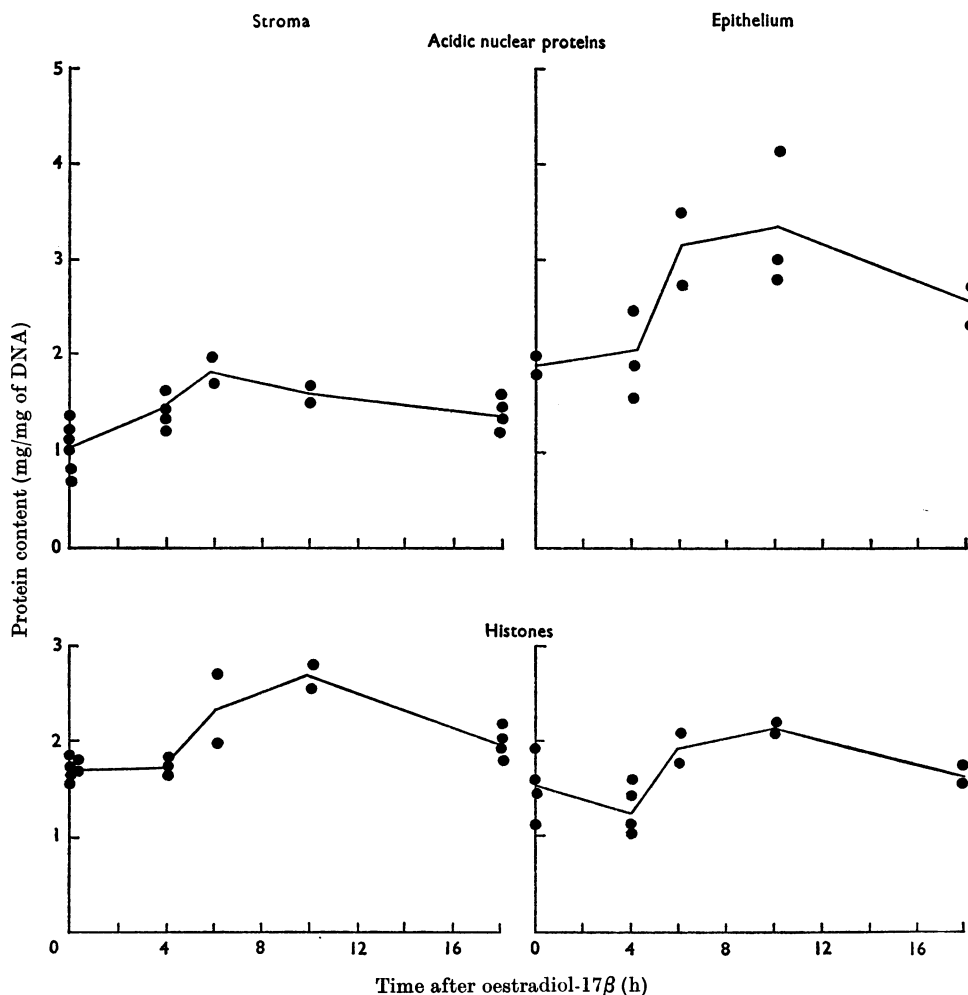 Stroma
Epithelium
Acidic nuclear proteins
5
4
3
2
1
0
Protein content (mg/mg of DNA)
Histones
3
2
1
0 4 8 12 16 0 4 8 12 16
Time after oestradiol-17β (h)